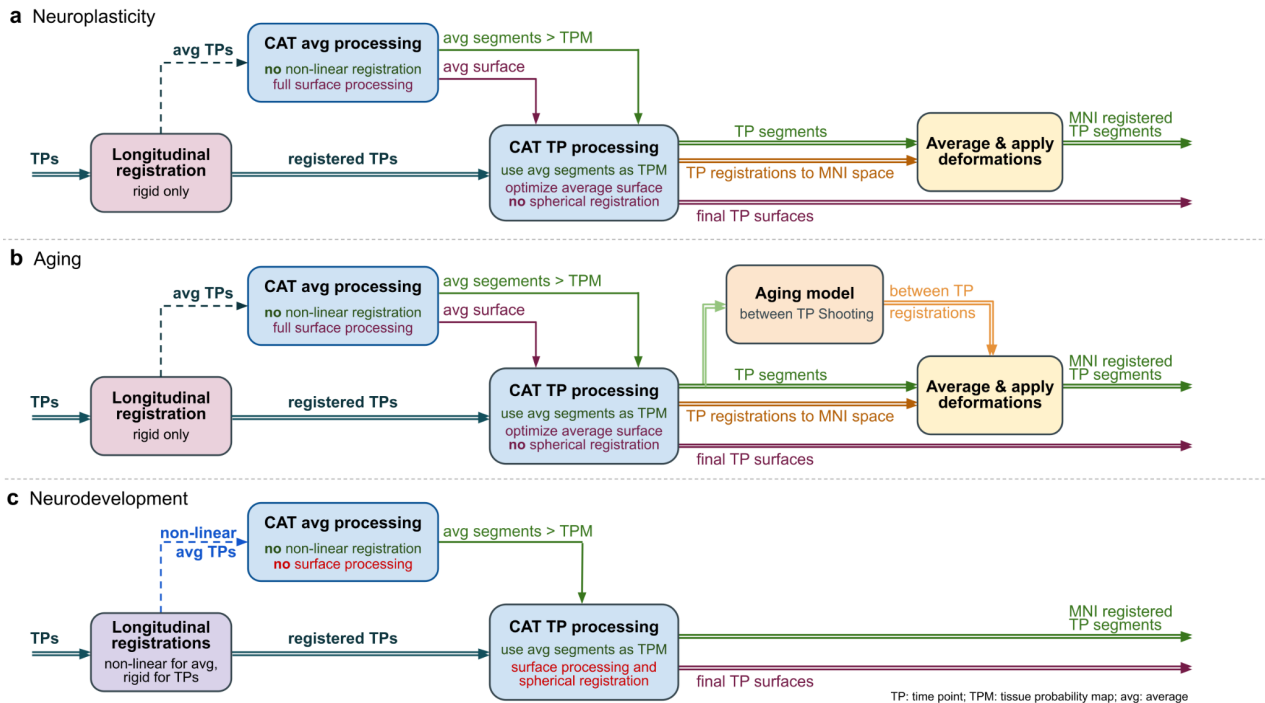 a Neuroplasticity
avg TPs
CAT avg processing
no non-linear registration
full surface processing
avg segments > TPM
avg surface
TPs
Longitudinal
registration
rigid only
registered TPs
CAT TP processing
use avg segments as TPM
optimize average surface
no spherical registration
TP segments
TP registrations to MNI space
final TP surfaces
Average & apply
deformations
MNI registered
TP segments
b Aging
avg TPs
CAT avg processing
no non-linear registration
full surface processing
avg segements > TPM
avg surface
TPs
Longitudinal
registration
rigid only
registered TPs
CAT TP processing
use avg segments as TPM
optimize average surface
no spherical registration
Aging model
between TP Shooting
between TP
registrations
TP segments
TP registrations to MNI space
final TP surfaces
Average & apply
deformations
MNI registered
TP segments
c Neurodevelopment
non-linear
avg TPs
CAT avg processing
no non-linear registration
no surface processing
avg segments > TPM
TPs
Longitudinal
registrations
non-linear for avg,
rigid for TPs
registered TPs
CAT TP processing
use avg segments as TPM
surface processing and
spherical registration
MNI registered
TP segments
final TP surfaces
TP: time point; TPM: tissue probability map; avg: average